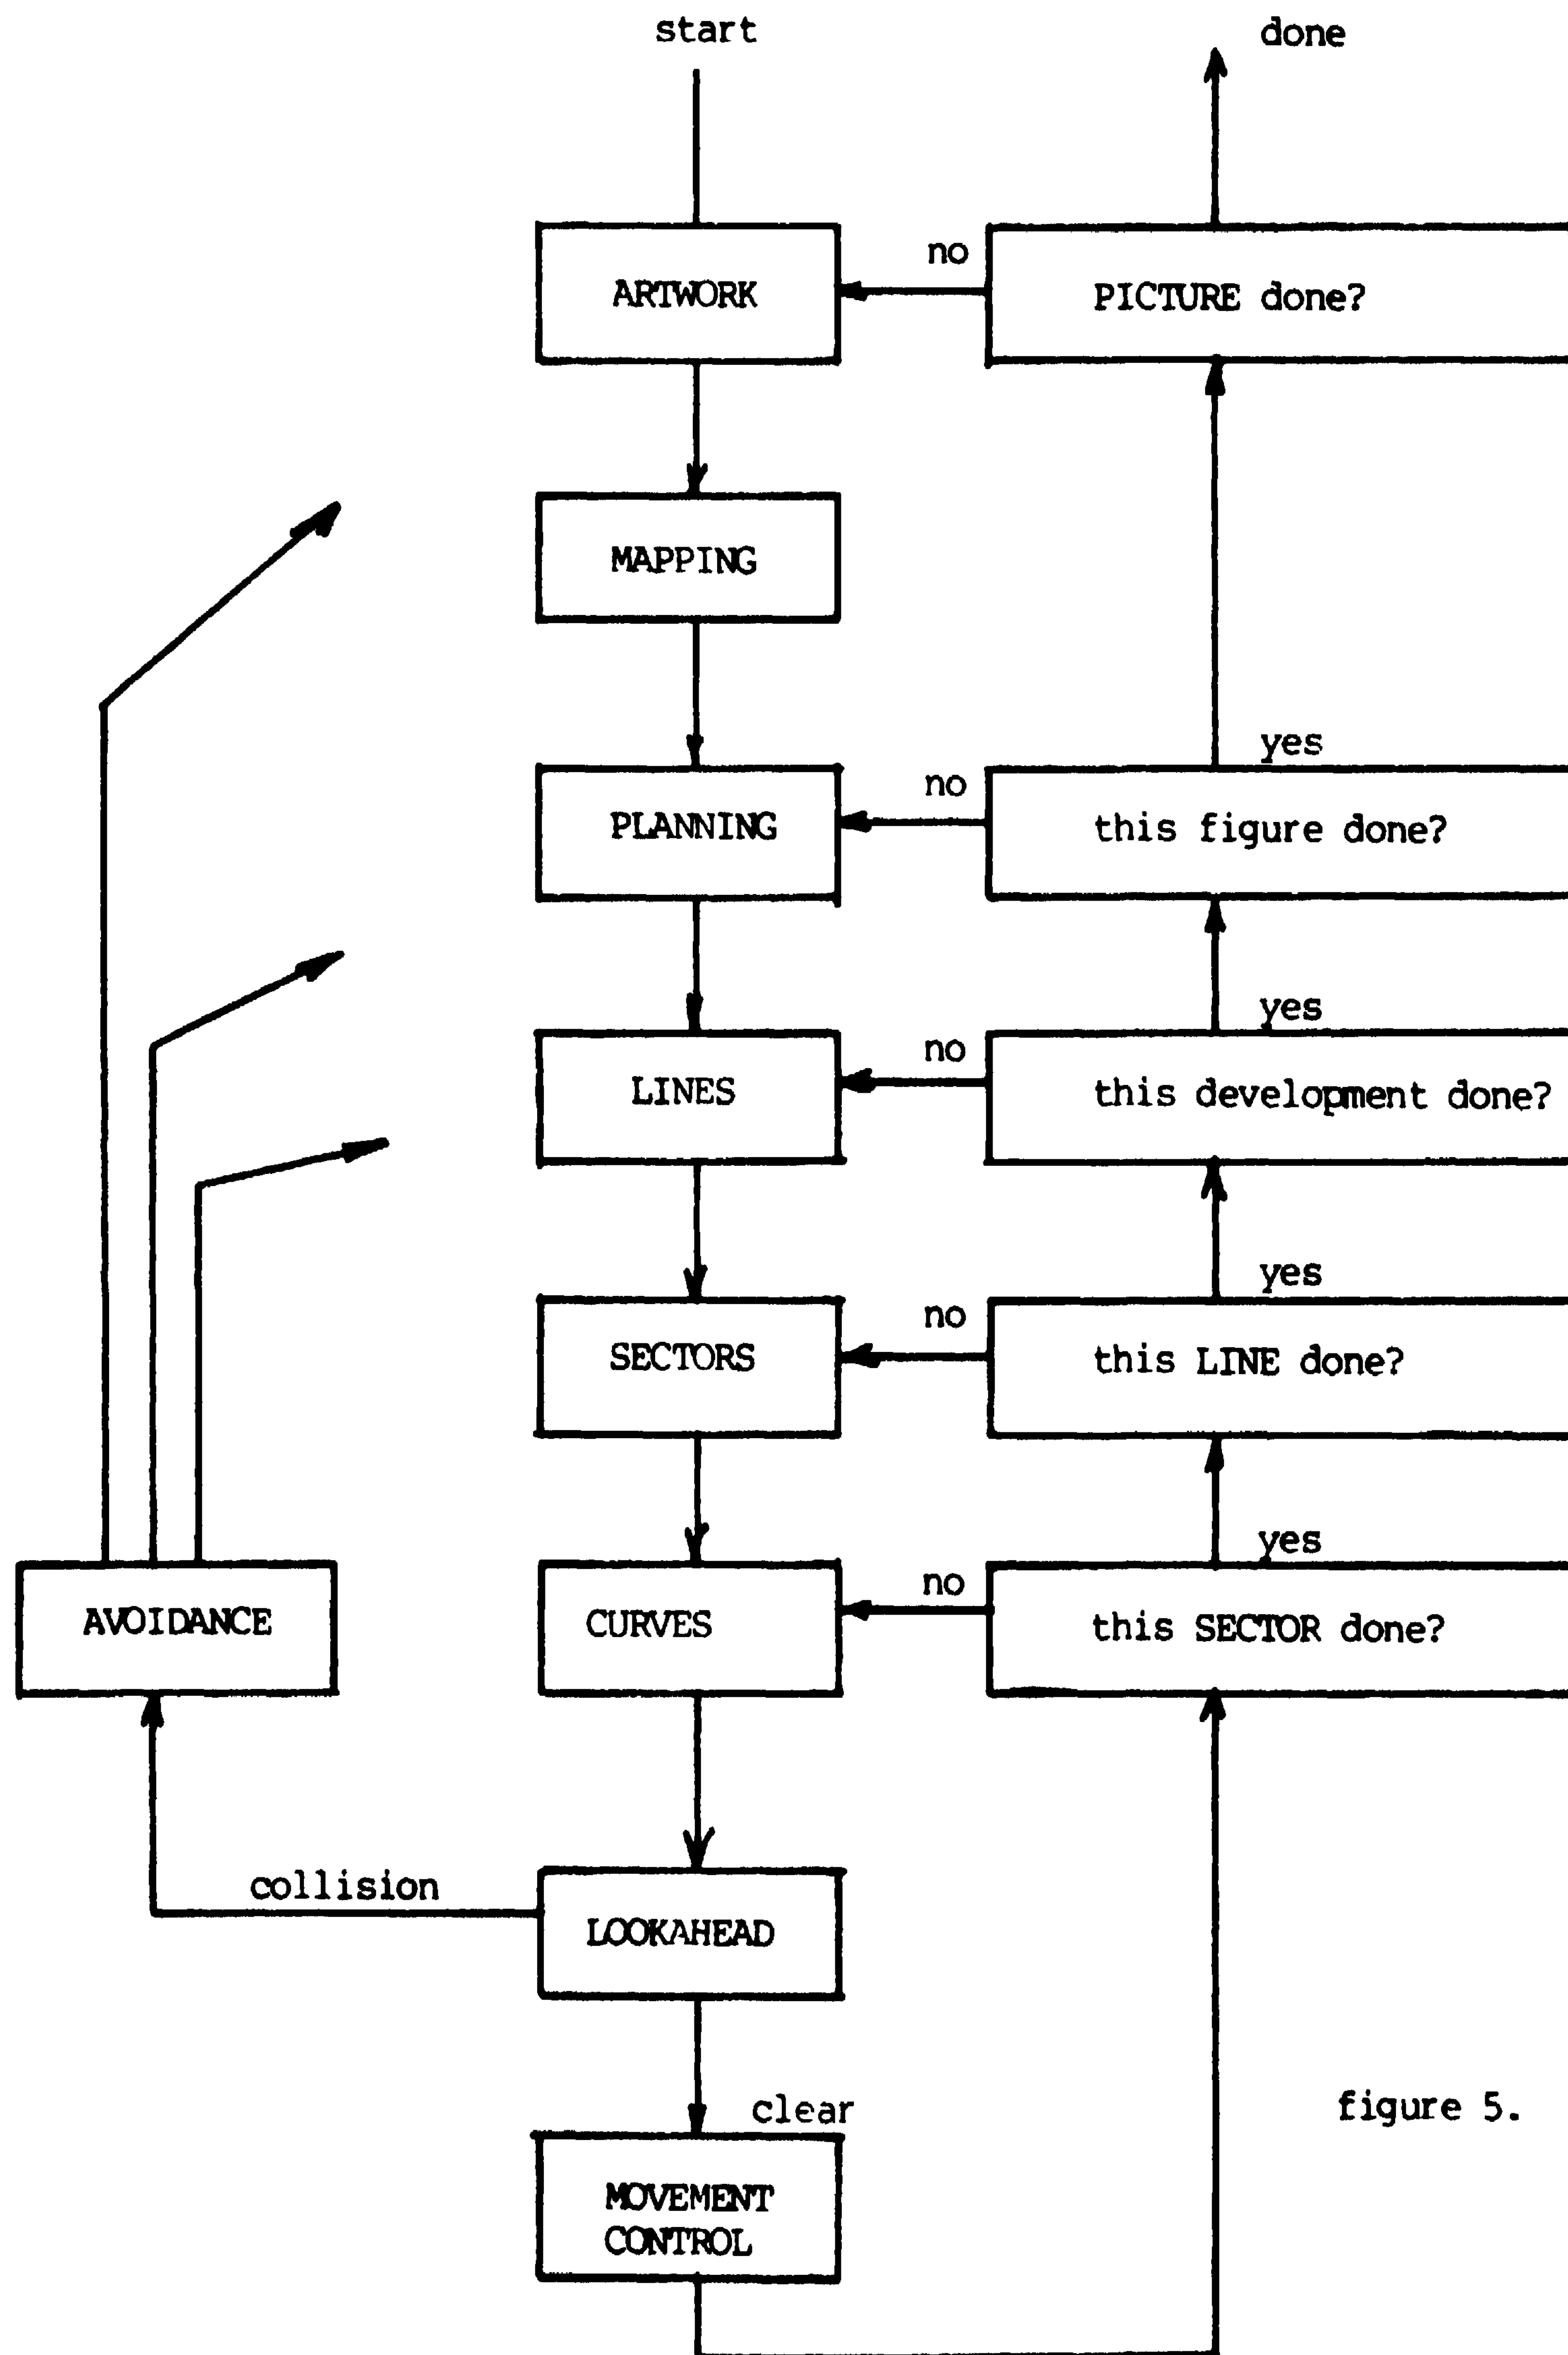 start
done
ARTWORK
no
PICTURE done?
MAPPING
yes
PLANNING
no
this figure done?
yes
LINES
no
this development done?
yes
SECTORS
no
this LINE done?
yes
AVOIDANCE
CURVES
no
this SECTOR done?
collision
LOOKAHEAD
clear
figure 5.
MOVEMENT
CONTROL